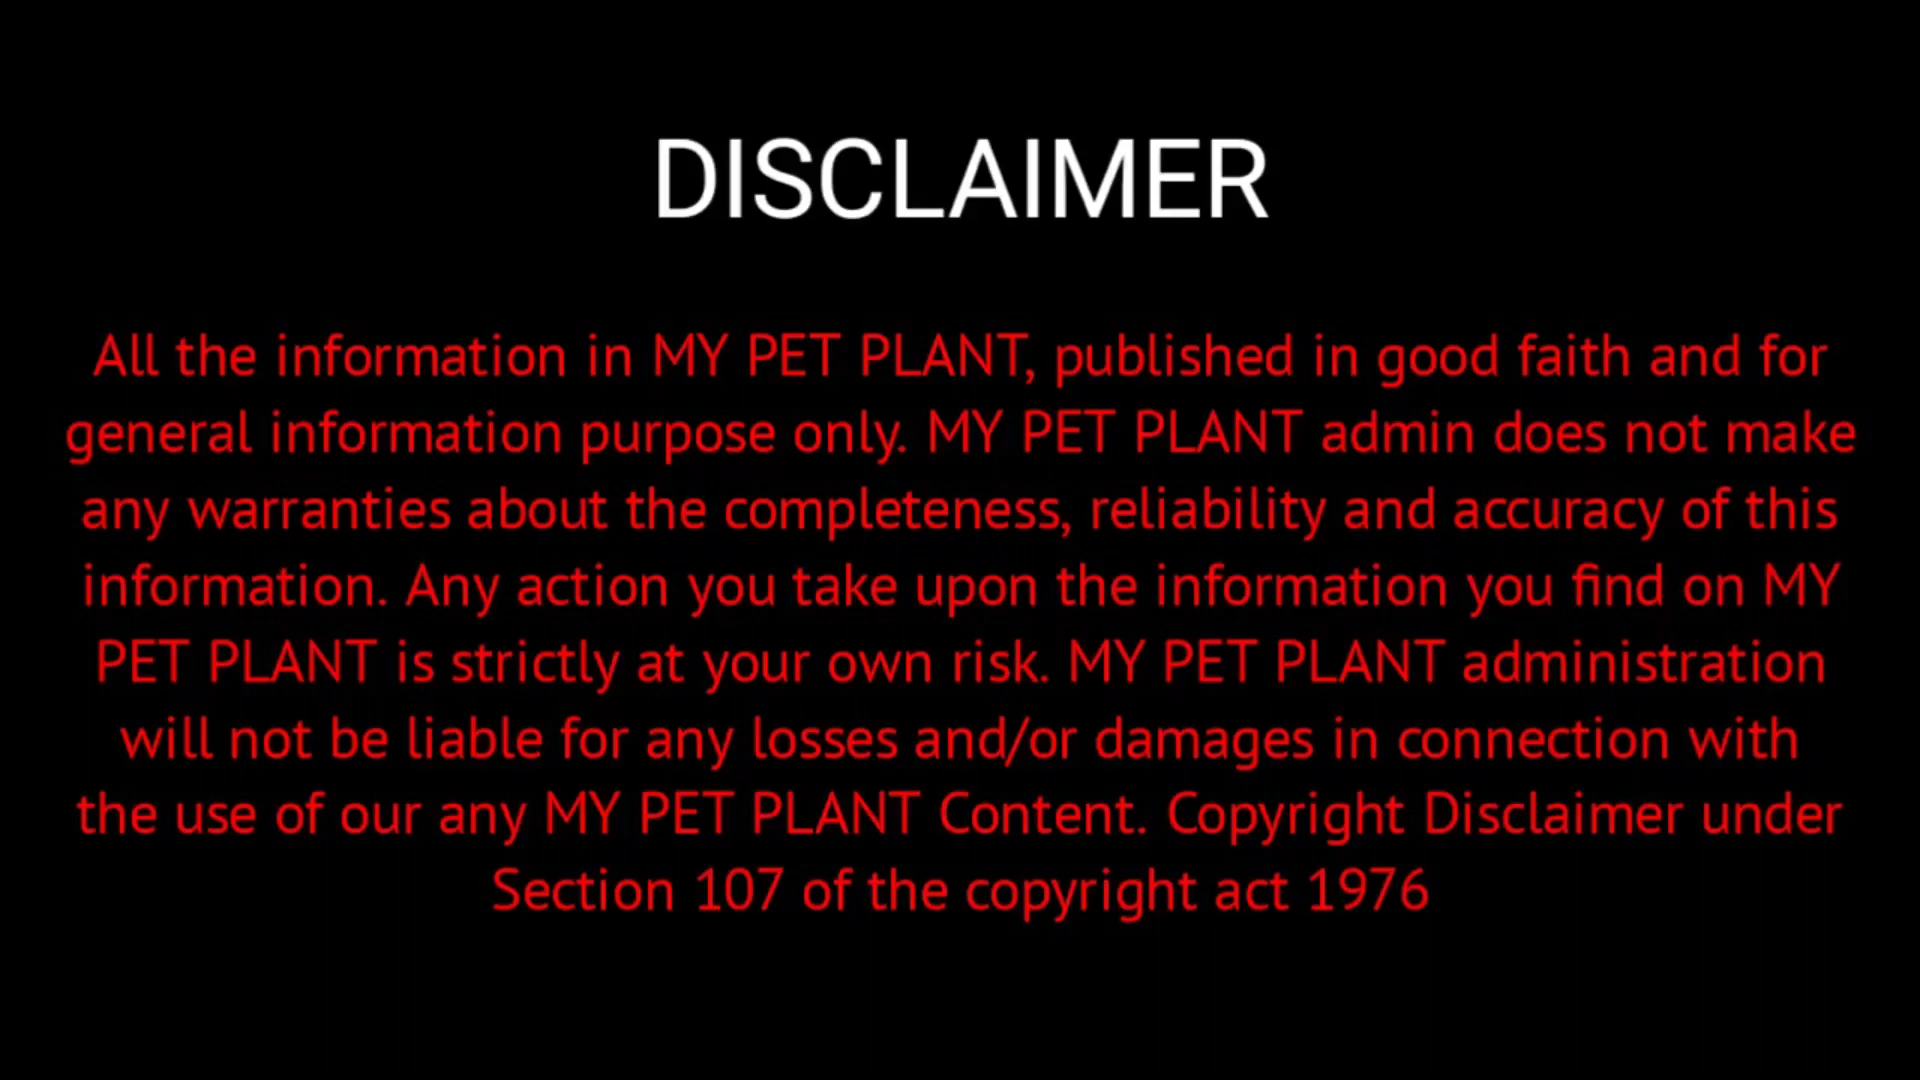 DISCLAIMER
All the information in MY PET PLANT, published in good faith and for
general information purpose only. MY PET PLANT admin does not make
any warranties about the completeness, reliability and accuracy of this
information. Any action you take upon the information you find on MY
PET PLANT is strictly at your own risk. MY PET PLANT administration
will not be liable for any losses and/or damages in connection with
the use of our any MY PET PLANT Content. Copyright Disclaimer under
Section 107 of the copyright act 1976